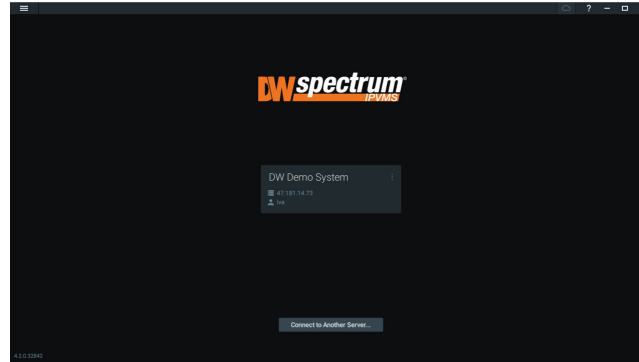 ?
DWspectrum®
IPVMS
DW Demo System
47.181.14.73
Connect to Another Server...
4.2.0.32842